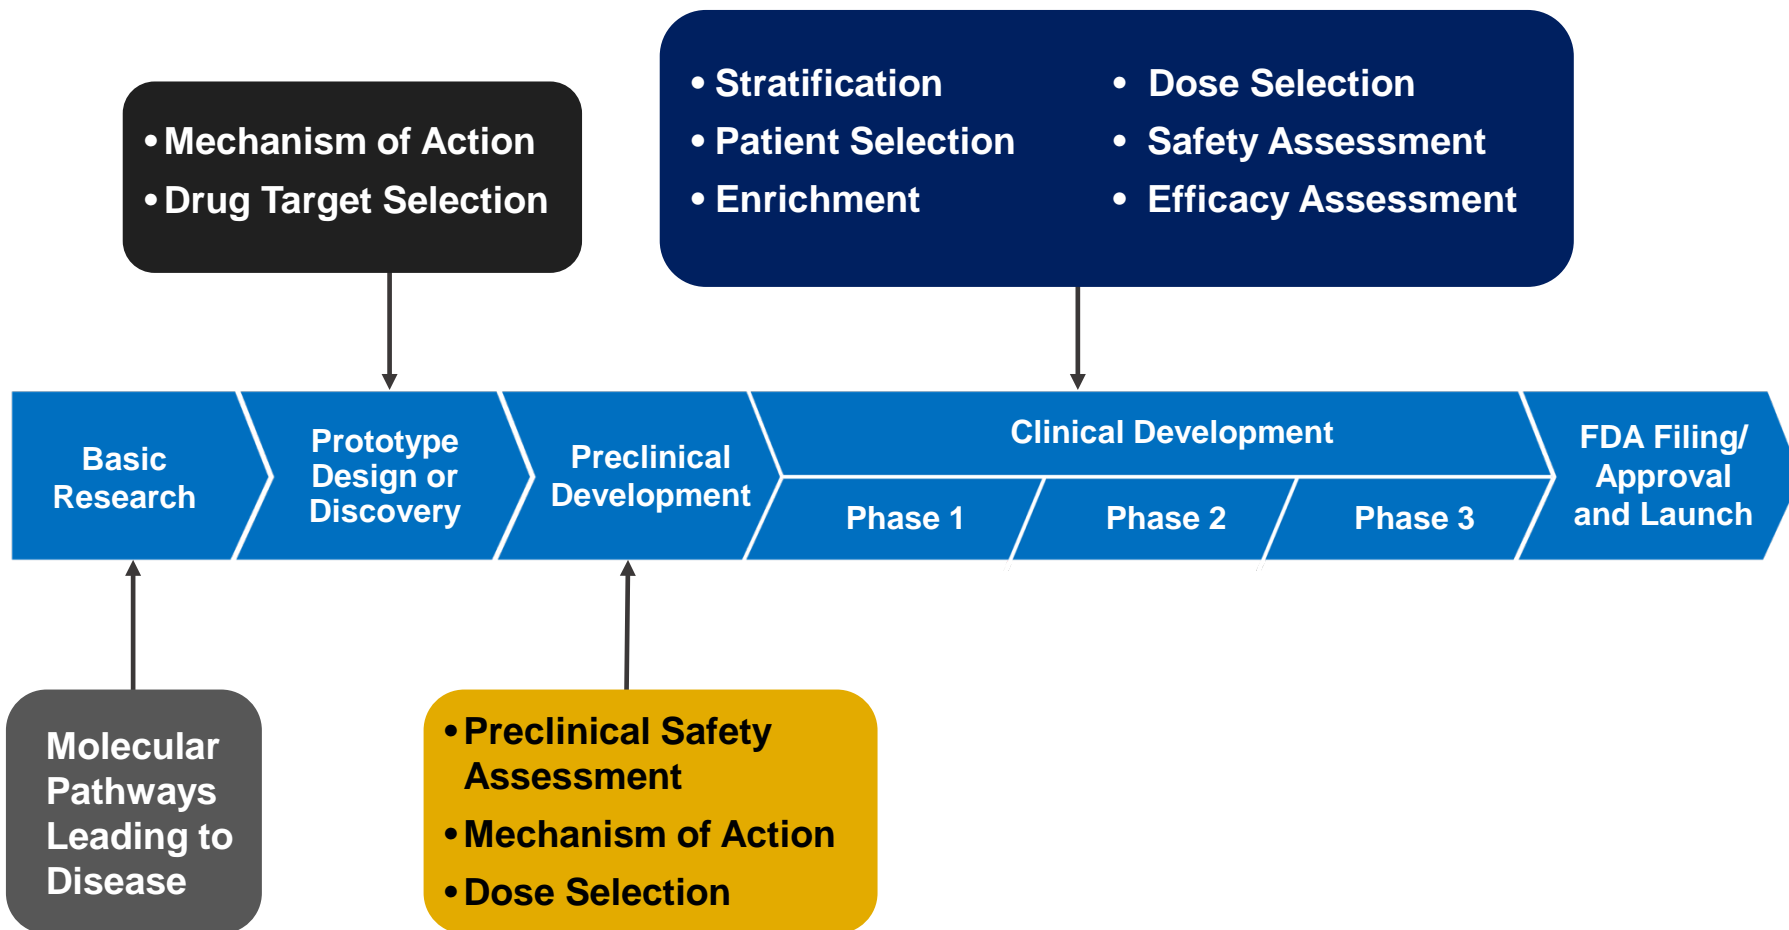 • Mechanism of Action
• Drug Target Selection
• Stratification
• Patient Selection
• Enrichment
• Dose Selection
• Safety Assessment
• Efficacy Assessment
Basic
Research
Prototype
Design or
Discovery
Preclinical
Development
Clinical Development
Phase 1
Phase 2
Phase 3
FDA Filing/
Approval
and Launch
Molecular
Pathways
Leading to
Disease
• Preclinical Safety
Assessment
• Mechanism of Action
• Dose Selection